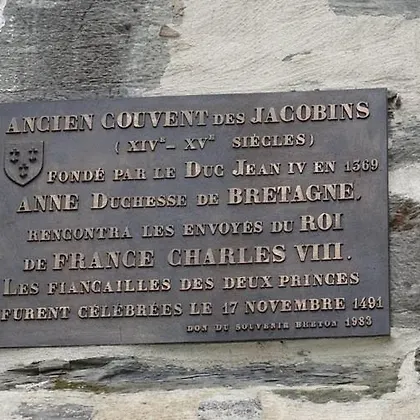 ANCIEN COUVENT DES JACOBINS
( XIVE - XVE SIÈCLES )
FONDÉ PAR LE DUC JEAN IV EN 1369
ANNE DUCHESSE DE BRETAGNE.
RENCONTRA LES ENVOYES DU ROI
DE FRANCE CHARLES VIII.
LES FIANCAILLES DES DEUX PRINCES
FURENT CÉLÉBRÉES LE 17 NOVEMBRE 1491
DON DU SOUVENIR BRETON 1983